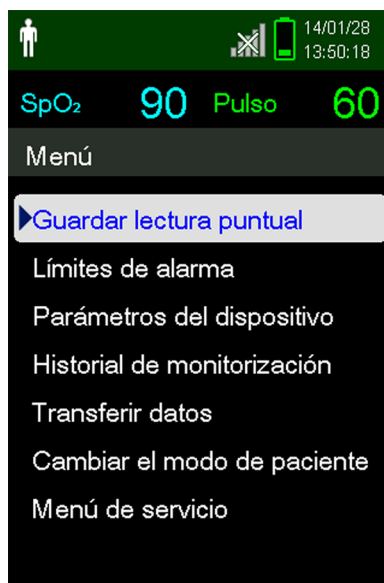 14/01/28
13:50:18
SpO₂ 90 Pulso 60
Menú
Guardar lectura puntual
Límites de alarma
Parámetros del dispositivo
Historial de monitorización
Transferir datos
Cambiar el modo de paciente
Menú de servicio